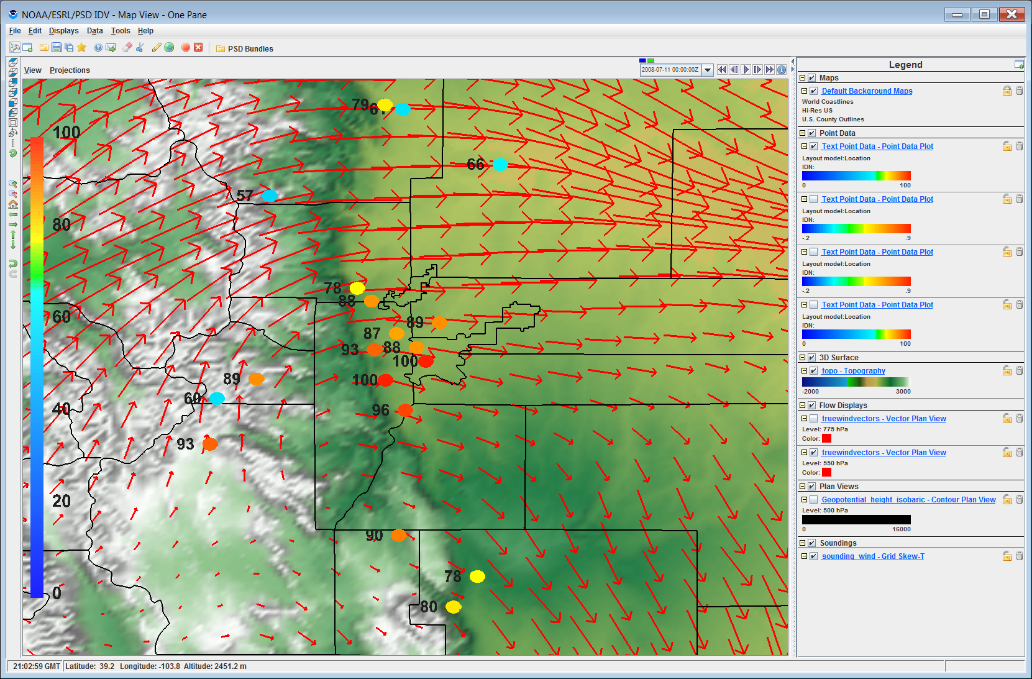 NOAA/ESRL/PSD IDV - Map View - One Pane
File Edit Displays Data Tools Help
PSD Bundles
View Projections
2008-07-11 00:00:00Z
100
80
60
40
20
0
79
66
57
78
88
89
87
93
88
100
100
89
60
96
93
90
78
80
Legend
Maps
Default Background Maps
World Coastlines
Hi-Res US
U.S. County Outlines
Point Data
Text Point Data - Point Data Plot
Layout model:Location
IDN:
0 100
Text Point Data - Point Data Plot
Layout model:Location
IDN:
-.2 .9
Text Point Data - Point Data Plot
Layout model:Location
IDN:
-.2 .9
Text Point Data - Point Data Plot
Layout model:Location
IDN:
0 100
3D Surface
topo - Topography
-2000 3000
Flow Displays
truewindvectors - Vector Plan View
Level: 775 hPa
Color:
truewindvectors - Vector Plan View
Level: 550 hPa
Color:
Plan Views
Geopotential_height_isobaric - Contour Plan View
Level: 500 hPa
0 16000
Soundings
sounding_wind - Grid Skew-T
21:02:59 GMT Latitude: 39.2 Longitude: -103.8 Altitude: 2451.2 m